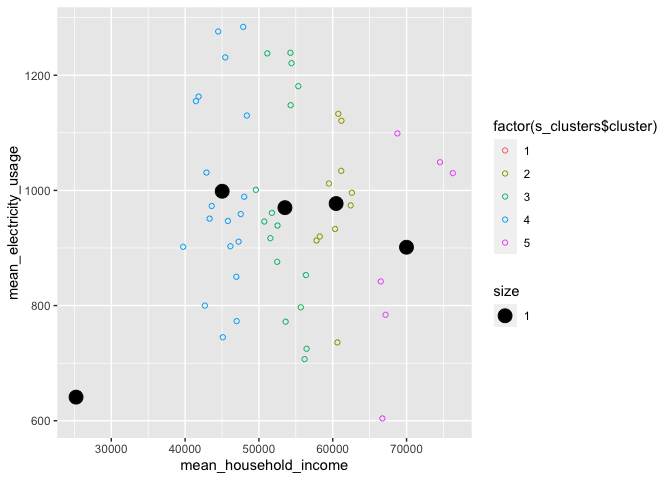 1200
1000
800
600
mean_electricity_usage
30000 40000 50000 60000 70000
mean_household_income
factor(s_clusters$cluster)
1
2
3
4
5
size
1